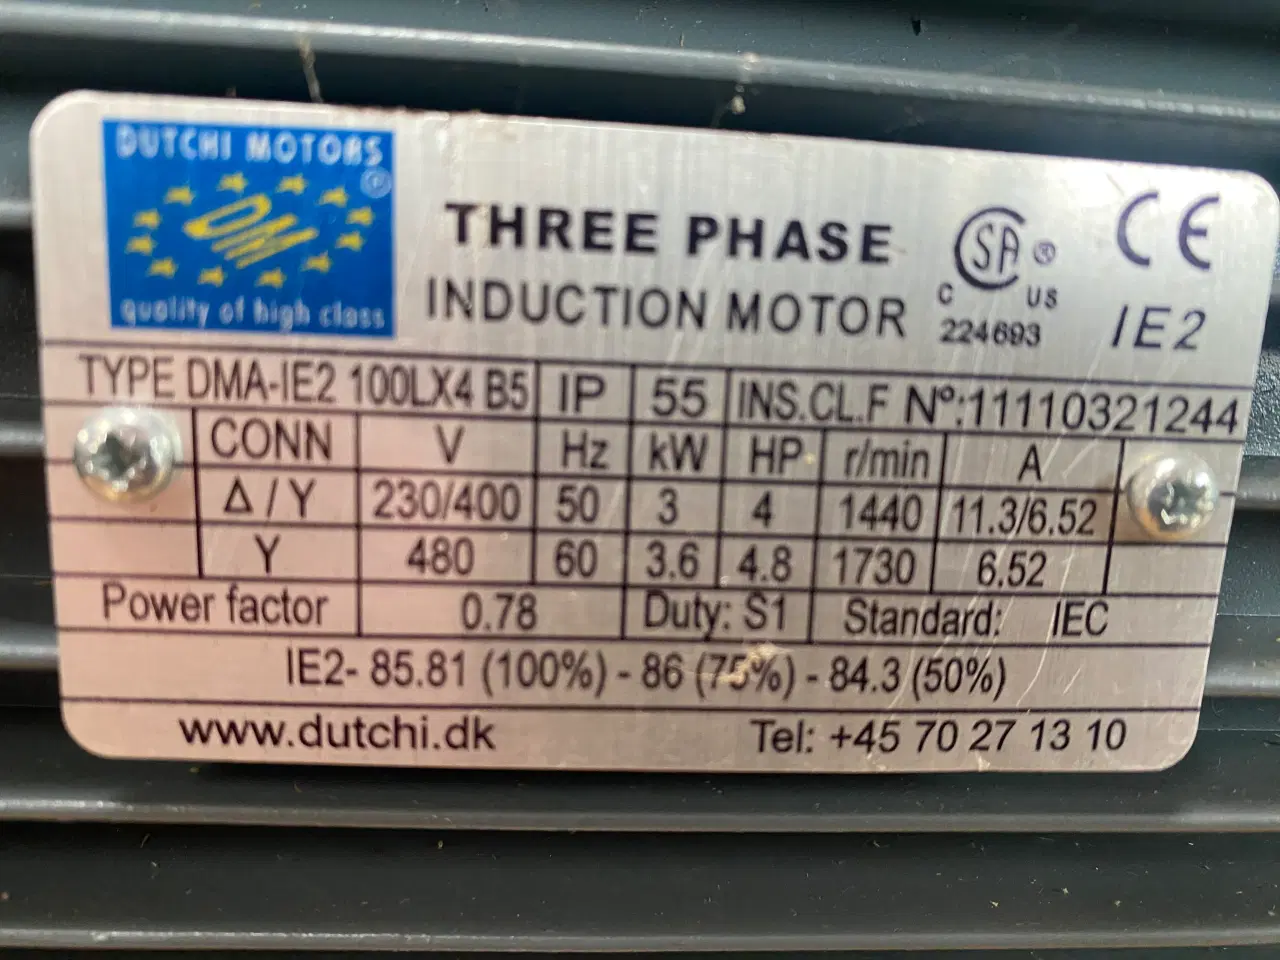 DUTCHI MOTORS
®
DM
quality of high class
THREE PHASE
INDUCTION MOTOR
SA ®
C US
224693
CE
IE2
TYPE DMA-IE2 100LX4 B5 IP 55 INS.CL.F Nº:11110321244
CONN V Hz kW HP r/min A
Δ/Y 230/400 50 3 4 1440 11.3/6.52
Y 480 60 3.6 4.8 1730 6.52
Power factor 0.78 Duty: S1 Standard: IEC
IE2- 85.81 (100%) - 86 (75%) - 84.3 (50%)
www.dutchi.dk Tel: +45 70 27 13 10